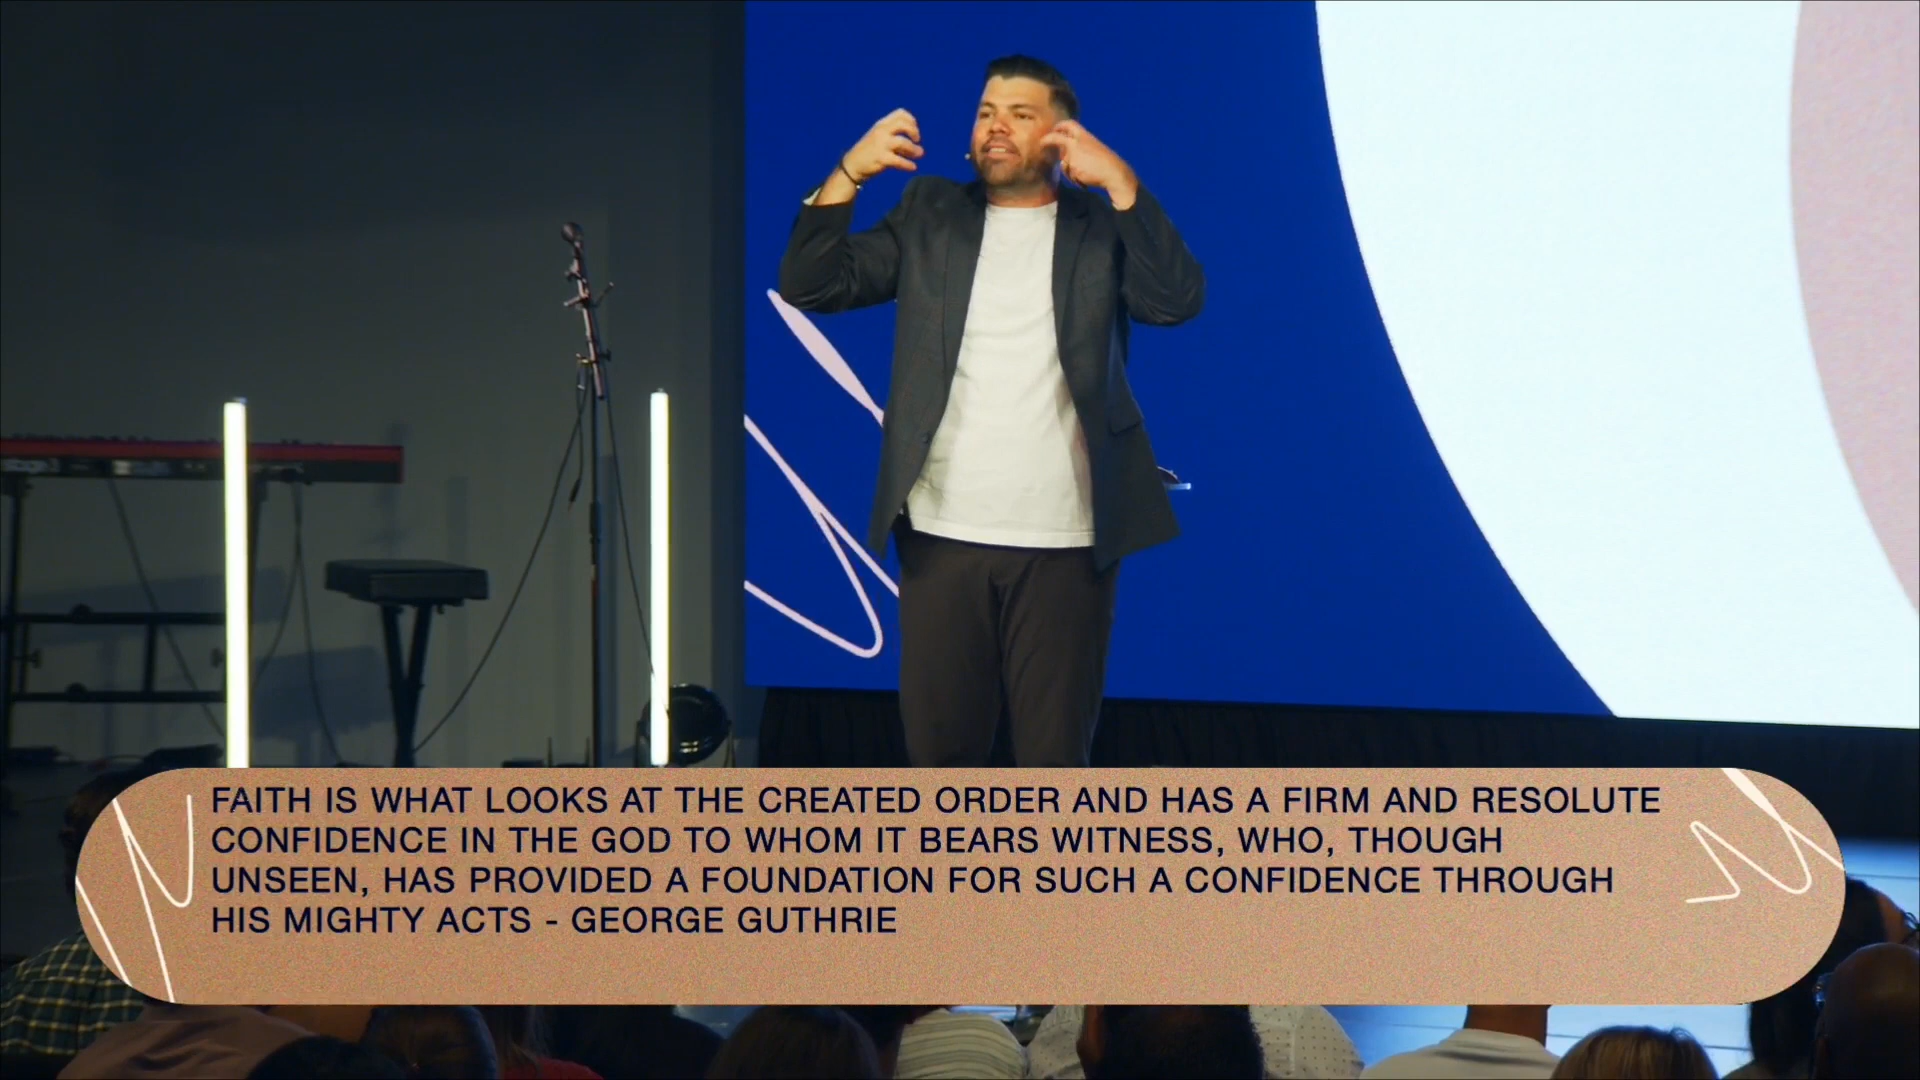 FAITH IS WHAT LOOKS AT THE CREATED ORDER AND HAS A FIRM AND RESOLUTE
CONFIDENCE IN THE GOD TO WHOM IT BEARS WITNESS, WHO, THOUGH
UNSEEN, HAS PROVIDED A FOUNDATION FOR SUCH A CONFIDENCE THROUGH
HIS MIGHTY ACTS - GEORGE GUTHRIE